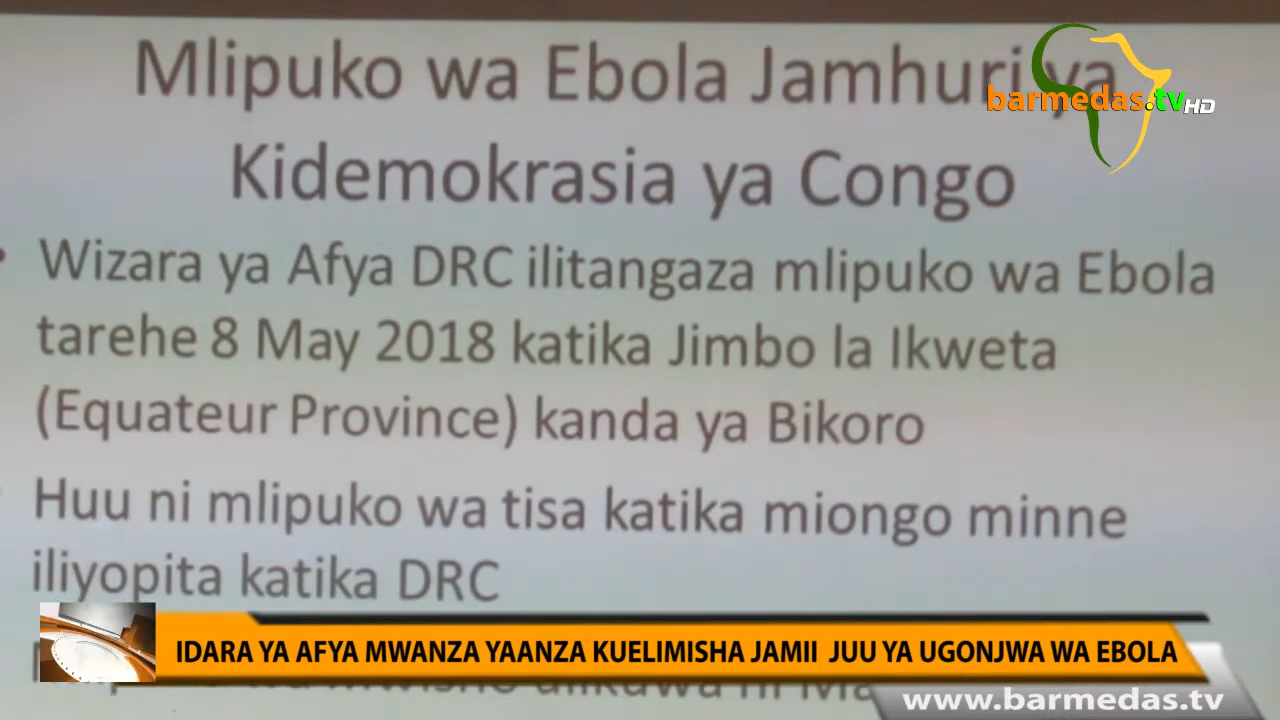 Mlipuko wa Ebola Jamhuri ya
barmedas.tv HD
Kidemokrasia ya Congo
• Wizara ya Afya DRC ilitangaza mlipuko wa Ebola
tarehe 8 May 2018 katika Jimbo la Ikweta
(Equateur Province) kanda ya Bikoro
Huu ni mlipuko wa tisa katika miongo minne
iliyopita katika DRC
IDARA YA AFYA MWANZA YAANZA KUELIMISHA JAMII JUU YA UGONJWA WA EBOLA
www.barmedas.tv